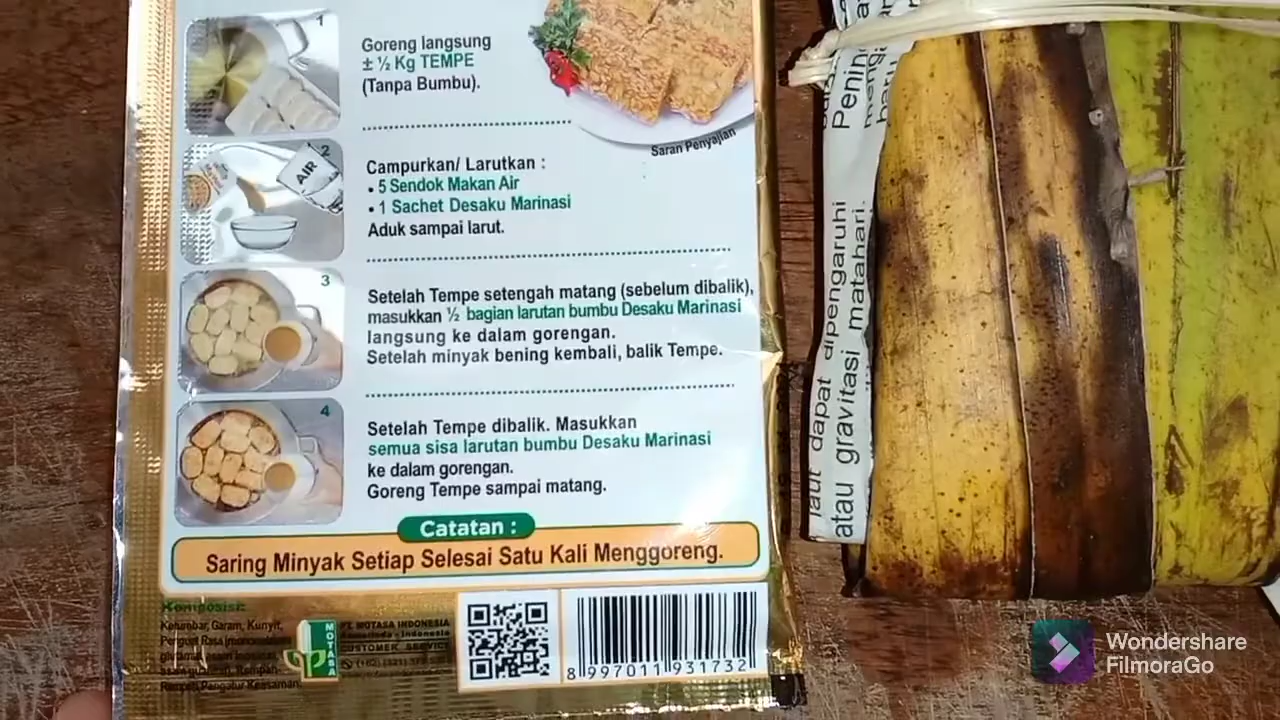 1
Goreng langsung
± ½ Kg TEMPE
(Tanpa Bumbu).
Saran Penyajian
2
AIR
Campurkan/ Larutkan :
• 5 Sendok Makan Air
• 1 Sachet Desaku Marinasi
Aduk sampai larut.
3
Setelah Tempe setengah matang (sebelum dibalik),
masukkan ½ bagian larutan bumbu Desaku Marinasi
langsung ke dalam gorengan.
Setelah minyak bening kembali, balik Tempe.
4
Setelah Tempe dibalik. Masukkan
semua sisa larutan bumbu Desaku Marinasi
ke dalam gorengan.
Goreng Tempe sampai matang.
Catatan :
Saring Minyak Setiap Selesai Satu Kali Menggoreng.
Komposisi:
Ketumbar, Garam, Kunyit,
Penguat Rasa
MOTASA
PT. MOTASA INDONESIA
Indonesia
CUSTOMER SERVICE
8 997011 931732
laut dapat dipengaruhi
atau gravitasi matahari.
Wondershare
FilmoraGo